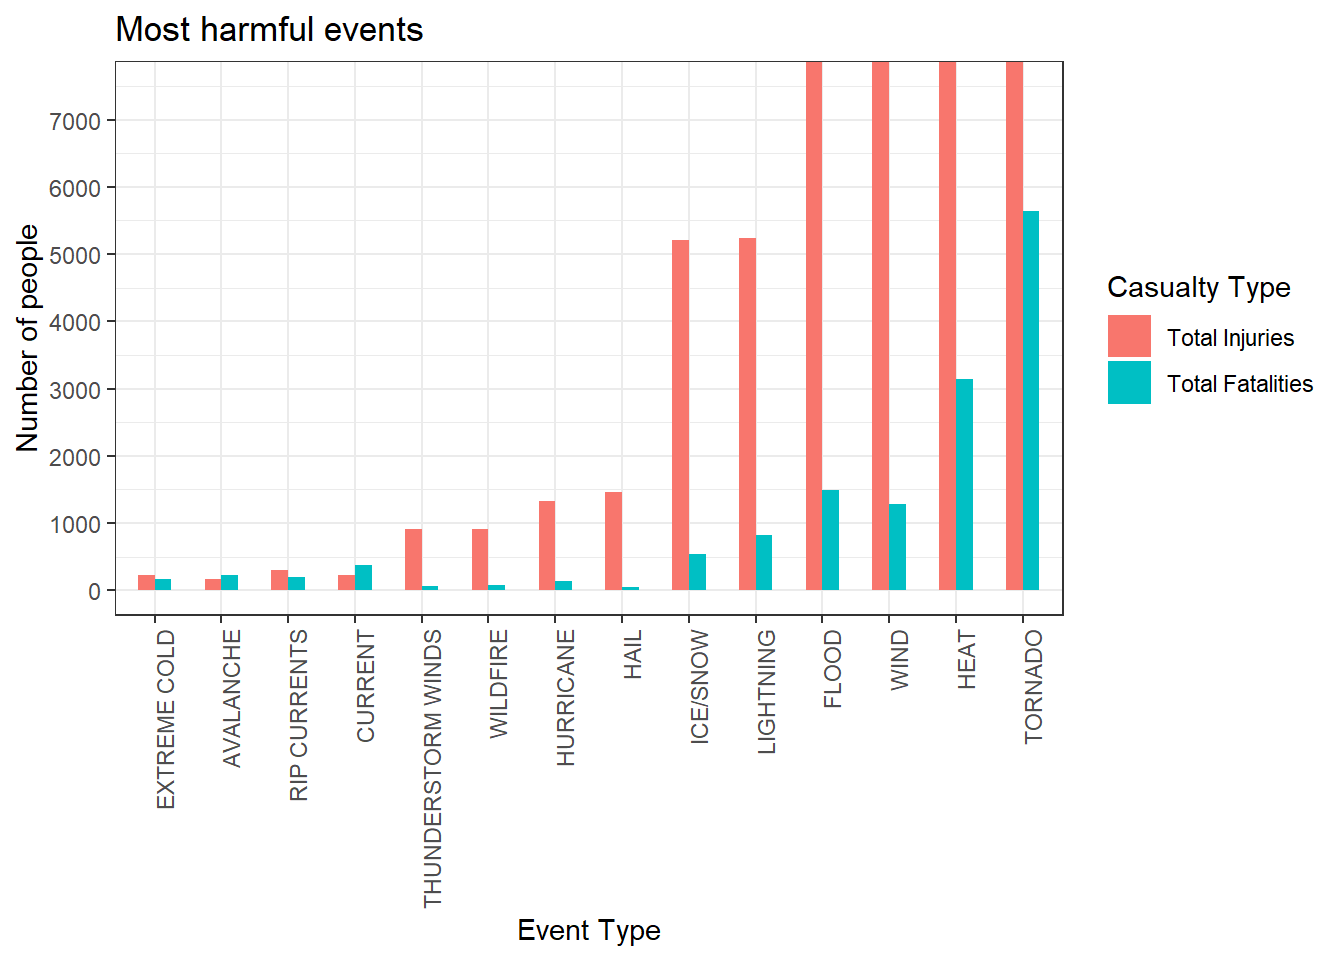 Most harmful events
Number of people
7000
6000
5000
4000
3000
2000
1000
0
EXTREME COLD
AVALANCHE
RIP CURRENTS
CURRENT
THUNDERSTORM WINDS
WILDFIRE
HURRICANE
HAIL
ICE/SNOW
LIGHTNING
FLOOD
WIND
HEAT
TORNADO
Event Type
Casualty Type
Total Injuries
Total Fatalities